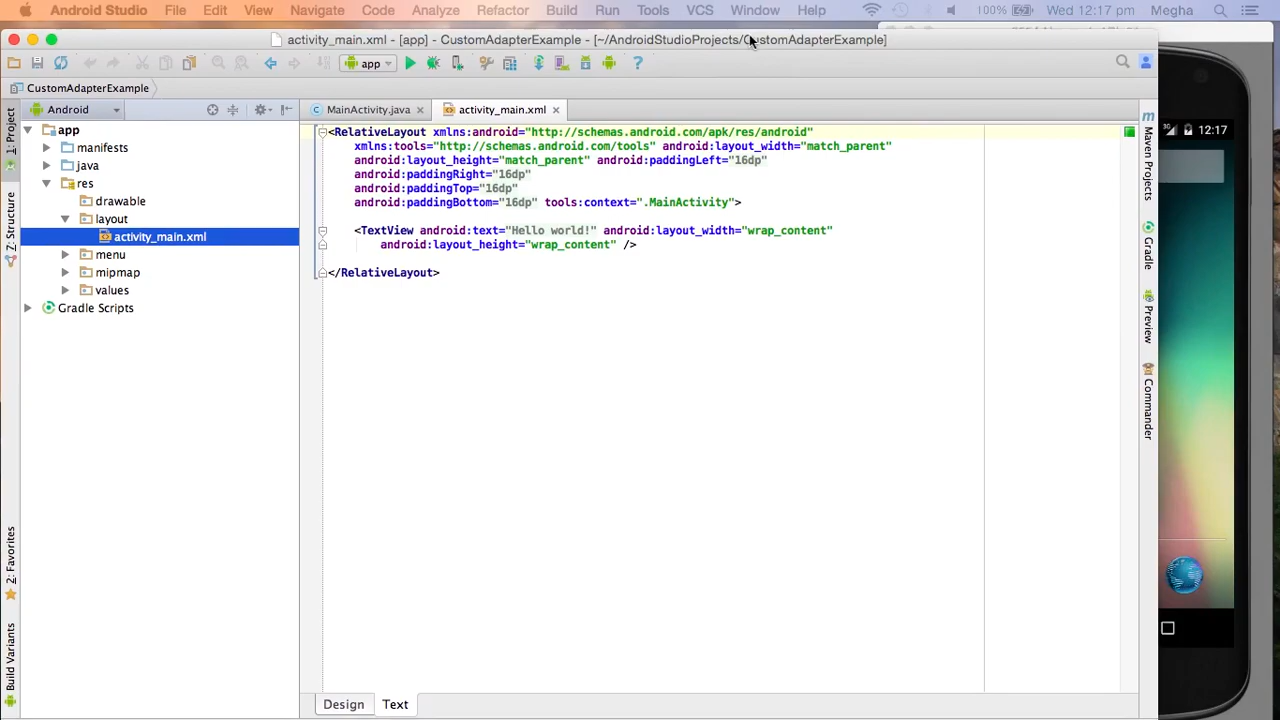 Android Studio File Edit View Navigate Code Analyze Refactor Build Run Tools VCS Window Help 100% Wed 12:17 pm Megha
activity_main.xml - [app] - CustomAdapterExample - [~/AndroidStudioProjects/CustomAdapterExample]
app
CustomAdapterExample
Android
MainActivity.java
activity_main.xml
app
manifests
java
res
drawable
layout
activity_main.xml
menu
mipmap
values
Gradle Scripts
<RelativeLayout xmlns:android="http://schemas.android.com/apk/res/android"
xmlns:tools="http://schemas.android.com/tools" android:layout_width="match_parent"
android:layout_height="match_parent" android:paddingLeft="16dp"
android:paddingRight="16dp"
android:paddingTop="16dp"
android:paddingBottom="16dp" tools:context=".MainActivity">
<TextView android:text="Hello world!" android:layout_width="wrap_content"
android:layout_height="wrap_content" />
</RelativeLayout>
Design
Text
1: Project
7: Structure
2: Favorites
Build Variants
Maven Projects
Gradle
Preview
Commander
3G
12:17